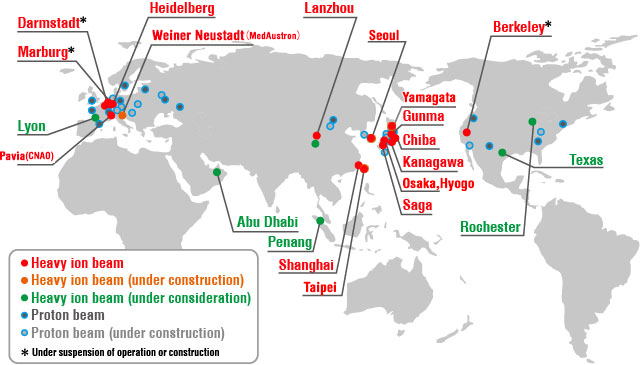 Heidelberg
Lanzhou
Darmstadt*
Seoul
Berkeley*
Weiner Neustadt(MedAustron)
Marburg*
Yamagata
Gunma
Lyon
Chiba
Pavia(CNAO)
Kanagawa
Texas
Osaka,Hyogo
Saga
Abu Dhabi
Rochester
Penang
Shanghai
Taipei
Heavy ion beam
Heavy ion beam (under construction)
Heavy ion beam (under consideration)
Proton beam
Proton beam (under construction)
* Under suspension of operation or construction